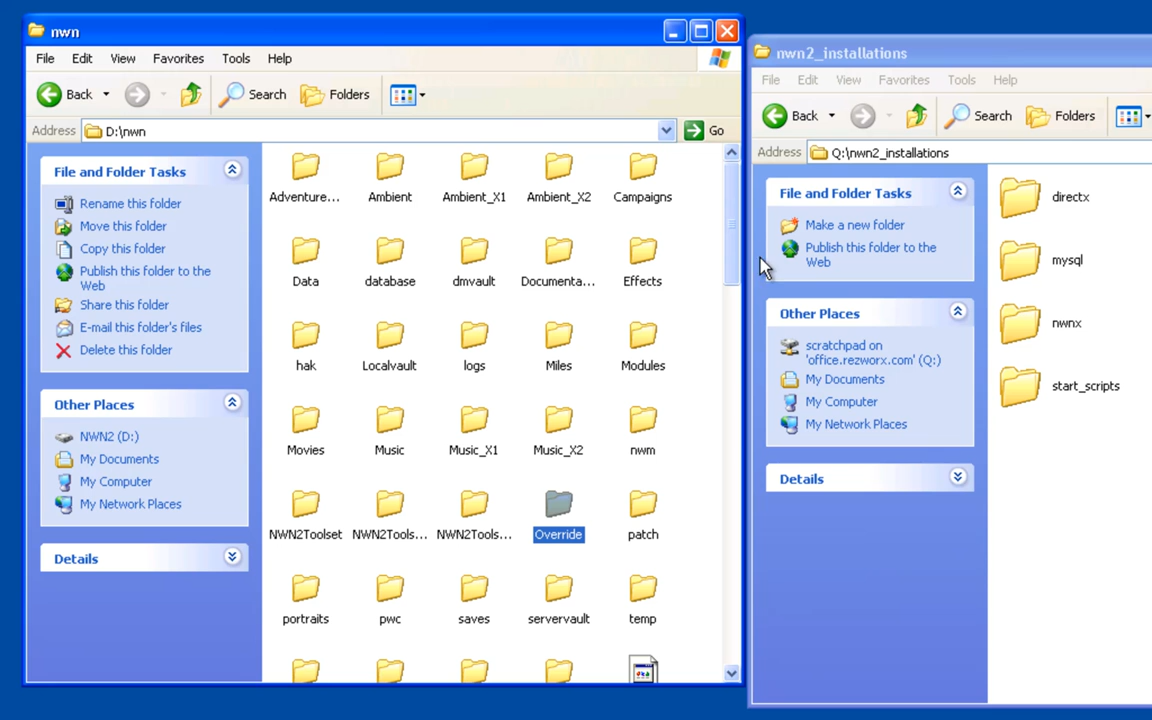 nwn
File Edit View Favorites Tools Help
Back Search Folders
Address D:\nwn Go
File and Folder Tasks
Rename this folder
Move this folder
Copy this folder
Publish this folder to the
Web
Share this folder
E-mail this folder's files
Delete this folder
Other Places
NWN2 (D:)
My Documents
My Computer
My Network Places
Details
Adventure... Ambient Ambient_X1 Ambient_X2 Campaigns
Data database dmvault Documenta... Effects
hak Localvault logs Miles Modules
Movies Music Music_X1 Music_X2 nwm
NWN2Toolset NWN2Tools... NWN2Tools... Override patch
portraits pwc saves servervault temp
nwn2_installations
File Edit View Favorites Tools Help
Back Search Folders
Address Q:\nwn2_installations
File and Folder Tasks
Make a new folder
Publish this folder to the
Web
Other Places
scratchpad on
'office.rezworx.com' (Q:)
My Documents
My Computer
My Network Places
Details
directx
mysql
nwnx
start_scripts